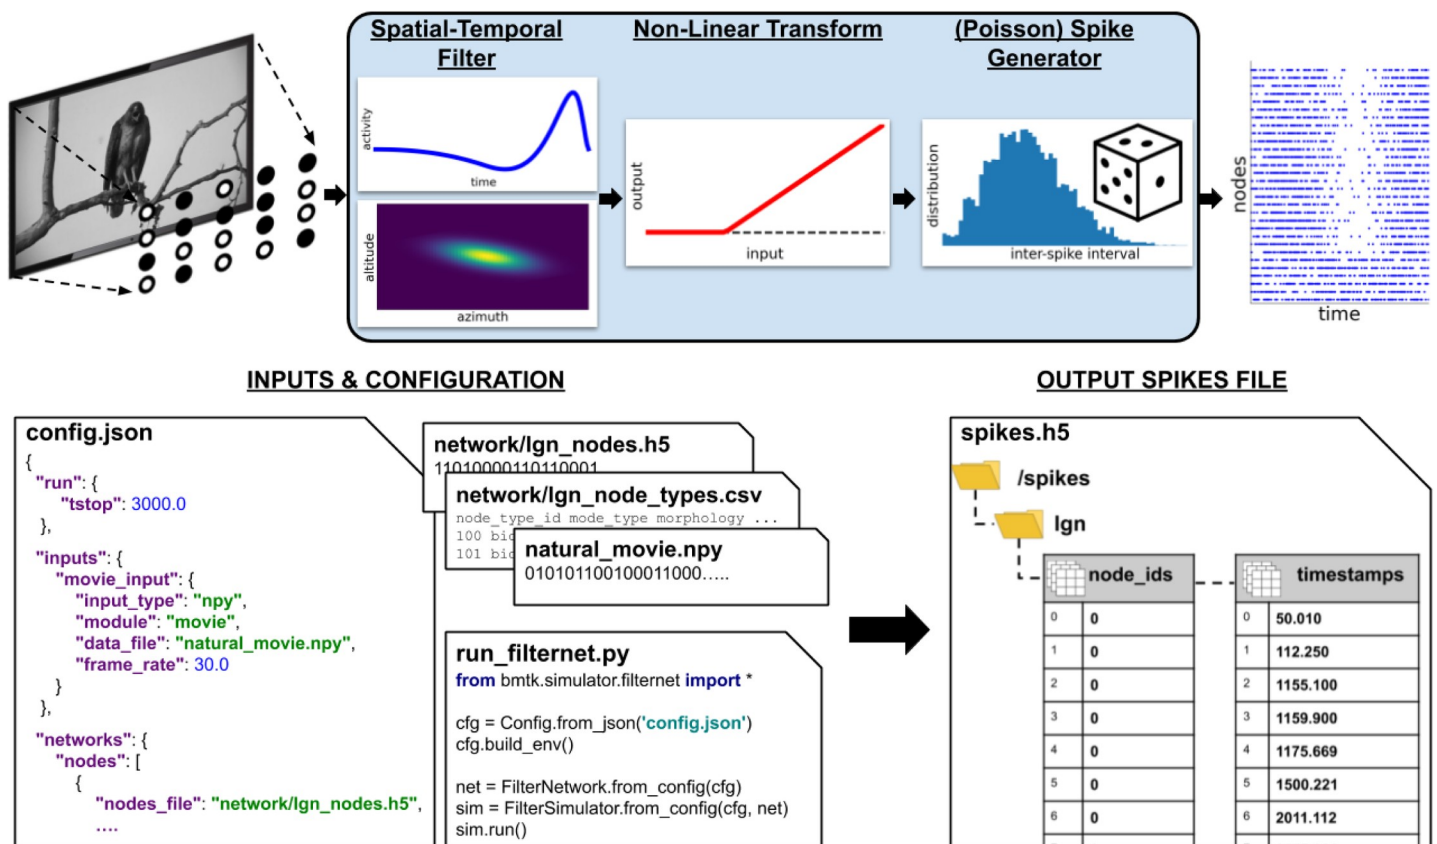 Spatial-Temporal
Filter
activity
time
altitude
azimuth
Non-Linear Transform
output
input
(Poisson) Spike
Generator
distribution
inter-spike interval
nodes
time
INPUTS & CONFIGURATION
config.json
{
"run": {
"tstop": 3000.0
},
"inputs": {
"movie_input": {
"input_type": "npy",
"module": "movie",
"data_file": "natural_movie.npy",
"frame_rate": 30.0
}
},
"networks": {
"nodes": [
{
"nodes_file": "network/lgn_nodes.h5",
....
network/lgn_nodes.h5
11010000110110001
network/lgn_node_types.csv
node_type_id mode_type morphology ...
100 bio
101 bio
natural_movie.npy
010101100100011000.....
run_filternet.py
from bmtk.simulator.filternet import *
cfg = Config.from_json('config.json')
cfg.build_env()
net = FilterNetwork.from_config(cfg)
sim = FilterSimulator.from_config(cfg, net)
sim.run()
OUTPUT SPIKES FILE
spikes.h5
/spikes
lgn
node_ids timestamps
0 0 0 50.010
1 0 1 112.250
2 0 2 1155.100
3 0 3 1159.900
4 0 4 1175.669
5 0 5 1500.221
6 0 6 2011.112